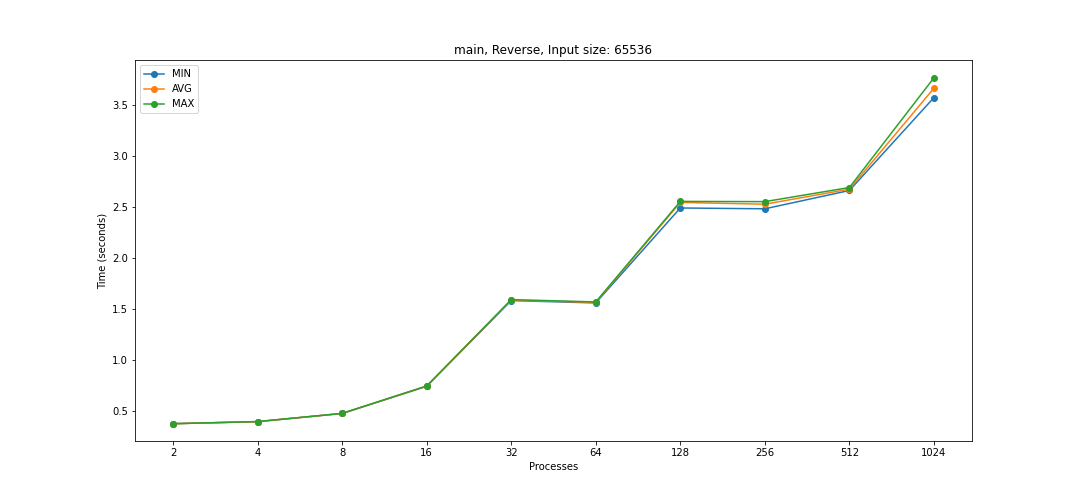 main, Reverse, Input size: 65536
MIN
AVG
MAX
Time (seconds)
3.5
3.0
2.5
2.0
1.5
1.0
0.5
2 4 8 16 32 64 128 256 512 1024
Processes